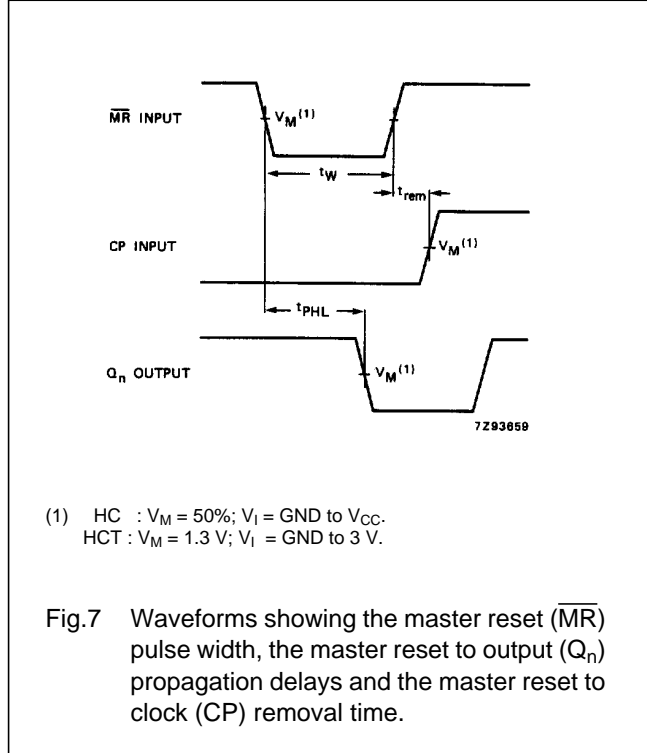 M̅R̅ INPUT
V_M(1)
t_W
t_rem
CP INPUT
V_M(1)
t_PHL
Q_n OUTPUT
V_M(1)
7Z93659
(1) HC : V_M = 50%; V_I = GND to V_CC.
HCT : V_M = 1.3 V; V_I = GND to 3 V.
Fig.7 Waveforms showing the master reset (M̅R̅)
pulse width, the master reset to output (Q_n)
propagation delays and the master reset to
clock (CP) removal time.